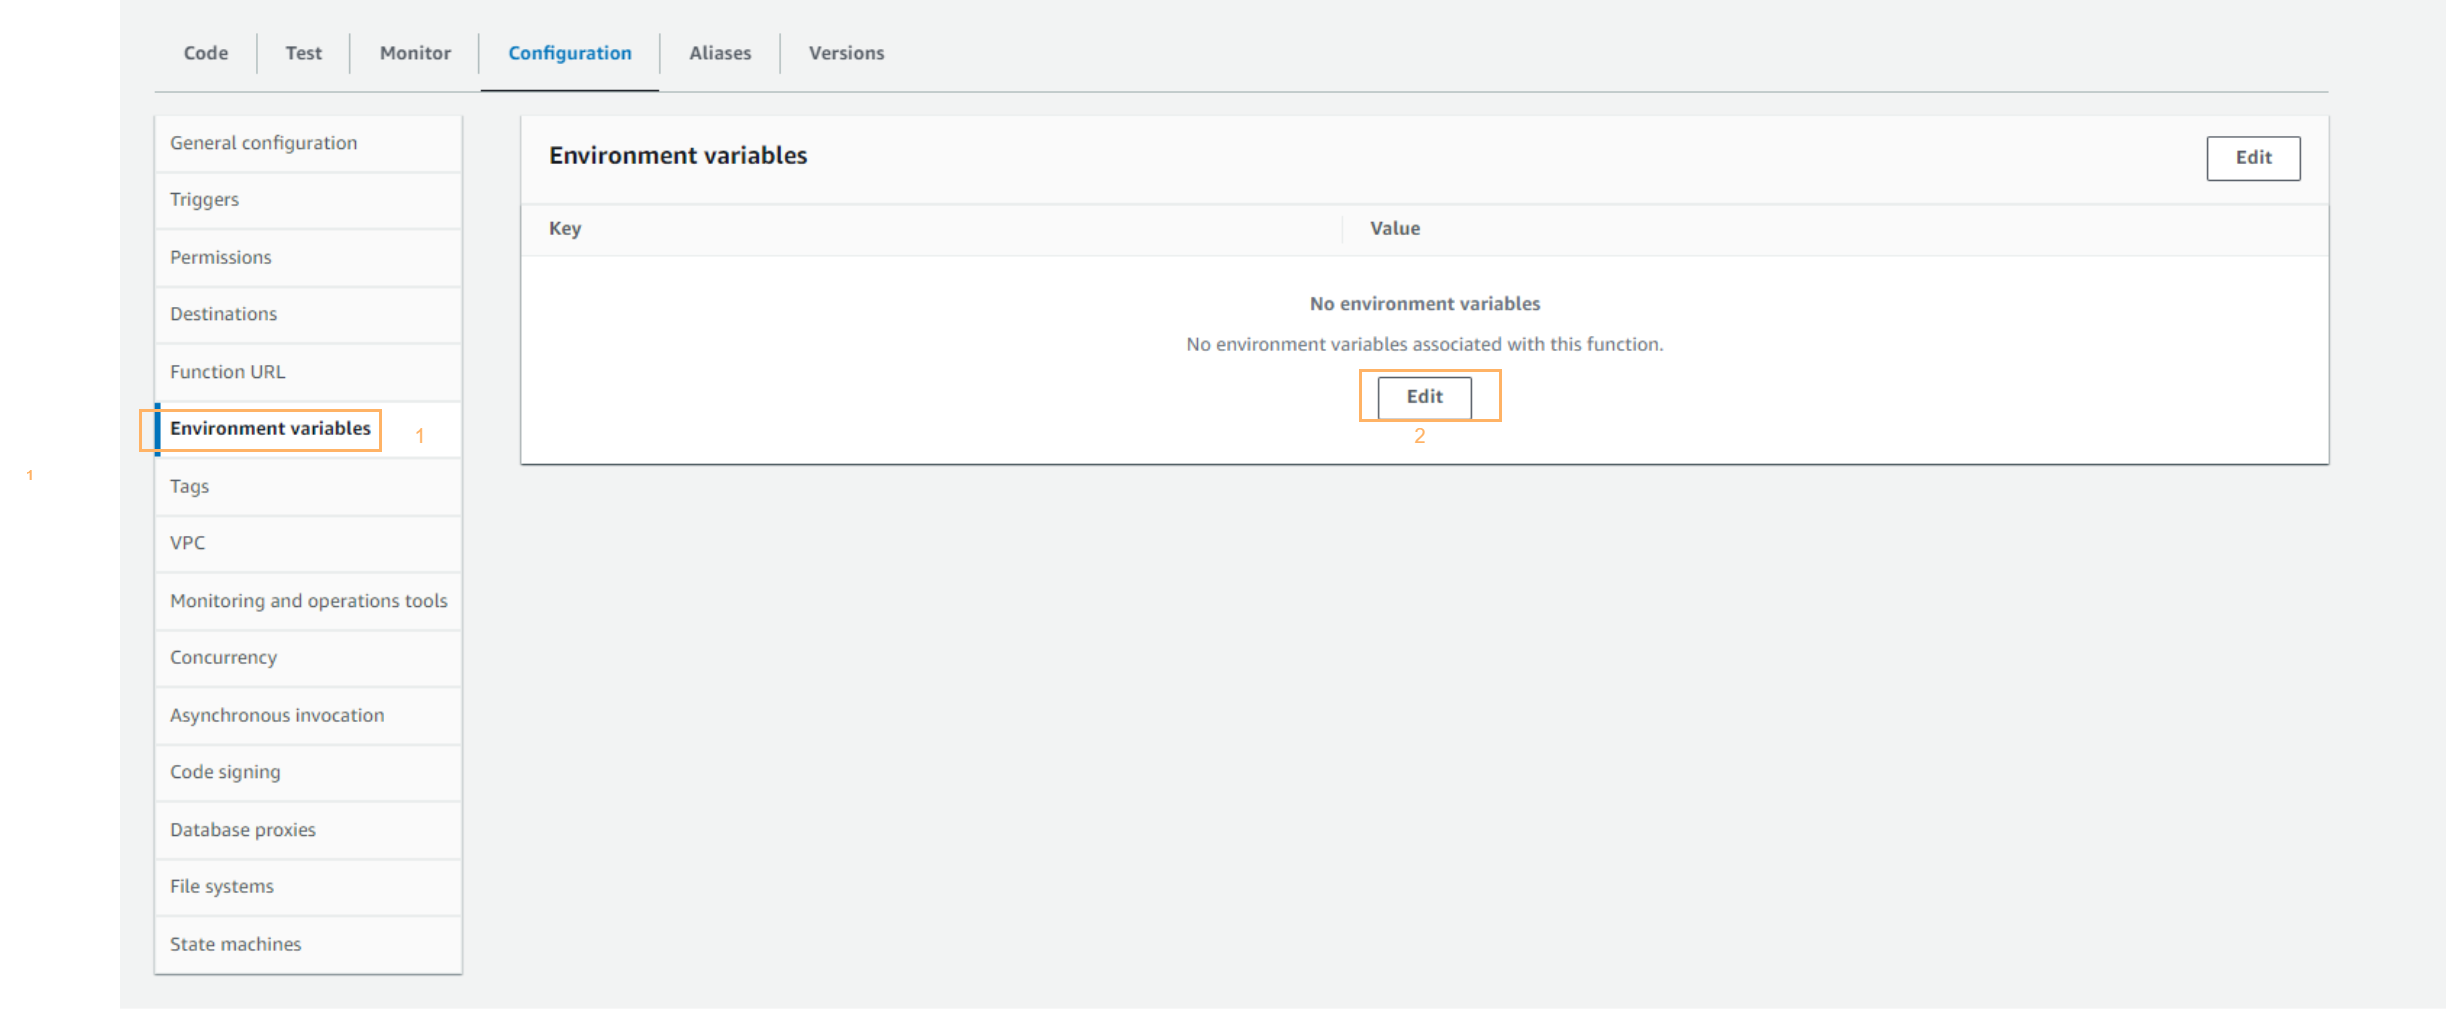 Code Test Monitor Configuration Aliases Versions
General configuration
Triggers
Permissions
Destinations
Function URL
Environment variables 1
1
Tags
VPC
Monitoring and operations tools
Concurrency
Asynchronous invocation
Code signing
Database proxies
File systems
State machines
Environment variables Edit
Key Value
No environment variables
No environment variables associated with this function.
Edit
2